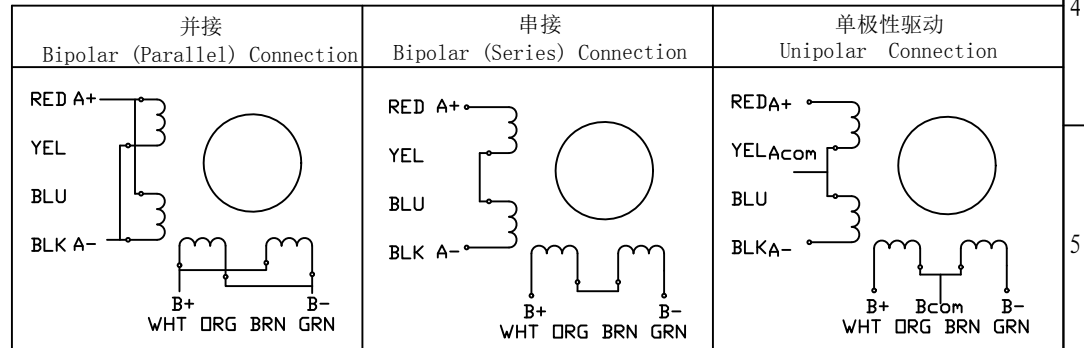 并接
Bipolar (Parallel) Connection
RED A+
YEL
BLU
BLK A-
B+ B-
WHT ORG BRN GRN
串接
Bipolar (Series) Connection
RED A+
YEL
BLU
BLK A-
B+ B-
WHT ORG BRN GRN
单极性驱动
Unipolar Connection
REDA+
YELAcom
BLU
BLKA-
B+ Bcom B-
WHT ORG BRN GRN
4
5